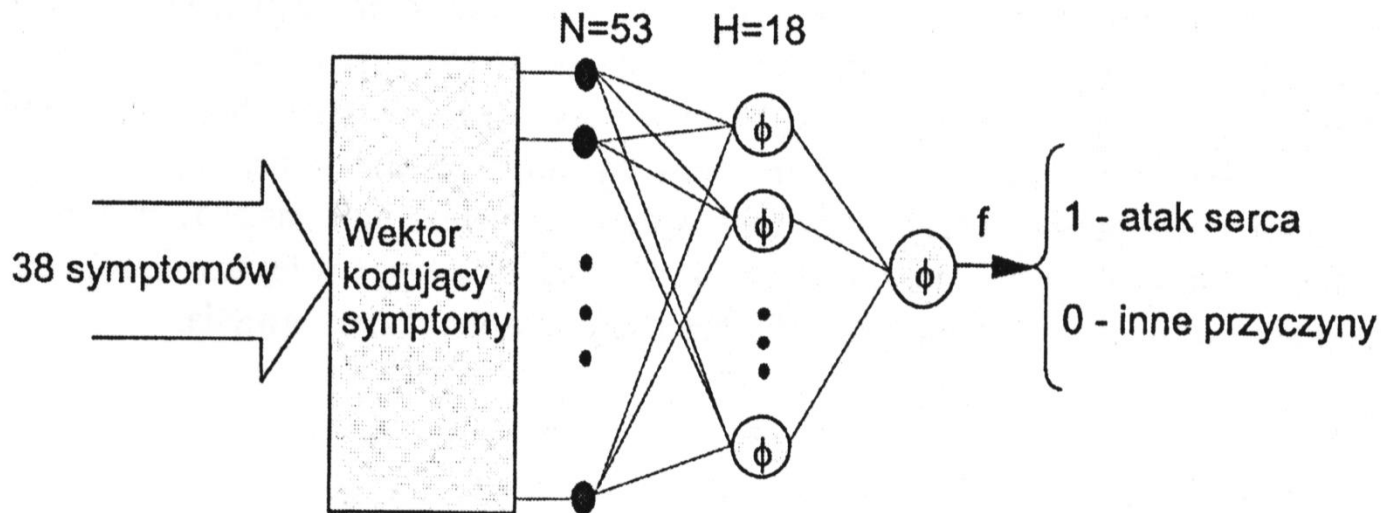 N=53
H=18
38 symptomów
Wektor
kodujący
symptomy
ϕ
ϕ
ϕ
ϕ
f
1 - atak serca
0 - inne przyczyny